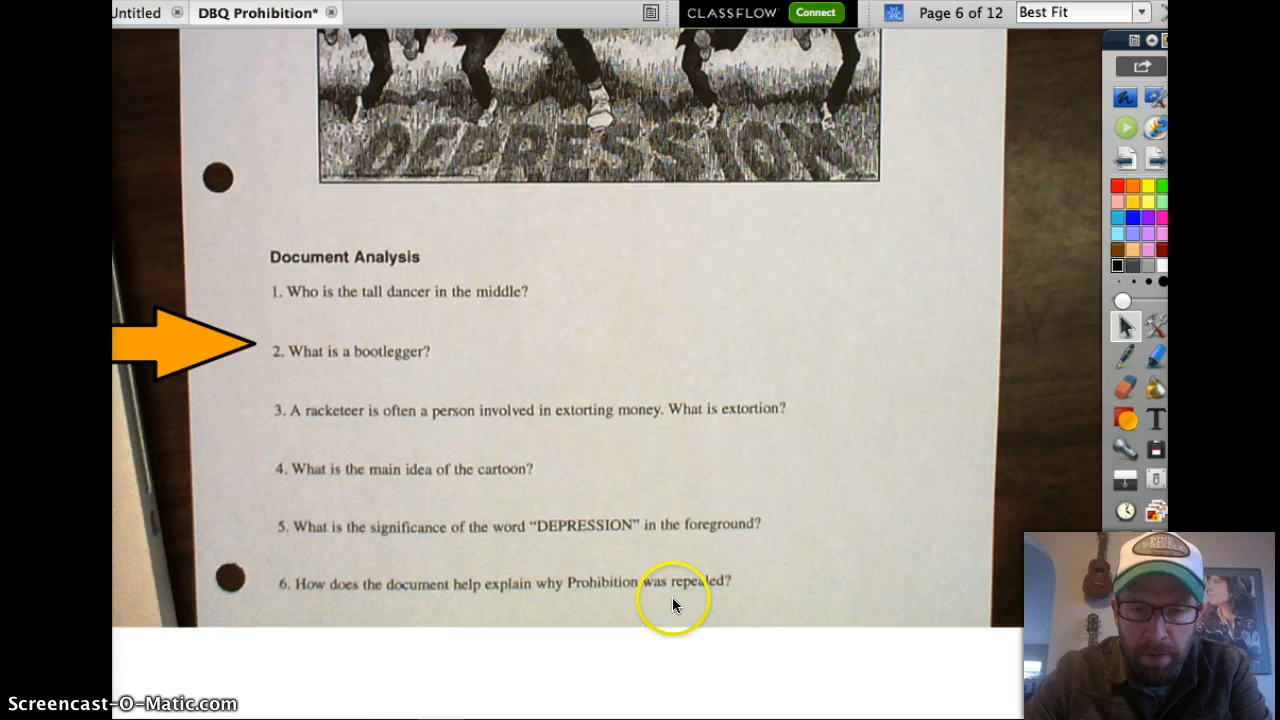 Untitled
DBQ Prohibition*
CLASSFLOW
Connect
Page 6 of 12
Best Fit
DEPRESSION
Document Analysis
1. Who is the tall dancer in the middle?
2. What is a bootlegger?
3. A racketeer is often a person involved in extorting money. What is extortion?
4. What is the main idea of the cartoon?
5. What is the significance of the word “DEPRESSION” in the foreground?
6. How does the document help explain why Prohibition was repealed?
T
Screencast-O-Matic.com